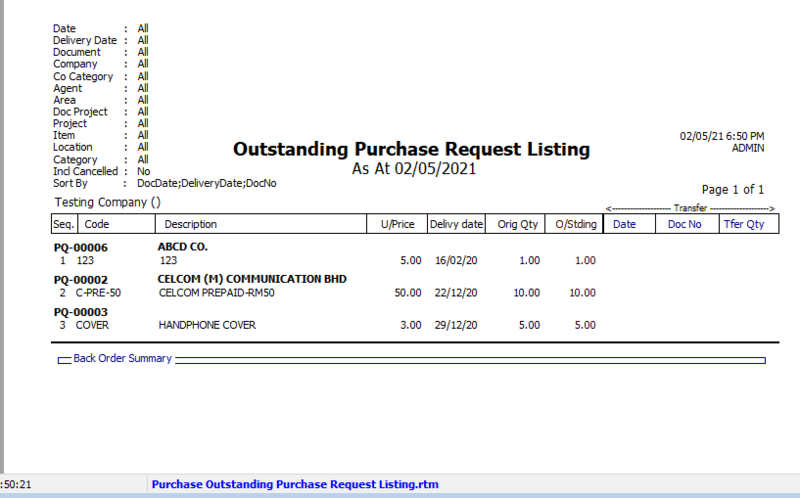 Date : All
Delivery Date : All
Document : All
Company : All
Co Category : All
Agent : All
Area : All
Doc Project : All
Project : All
Item : All
Location : All
Category : All
Incl Cancelled : No
Sort By : DocDate;DeliveryDate;DocNo
Outstanding Purchase Request Listing
As At 02/05/2021
02/05/21 6:50 PM
ADMIN
Page 1 of 1
Testing Company ()
<-------------------- Transfer -------------------->
Seq. Code Description U/Price Delivy date Orig Qty O/Stding Date Doc No Tfer Qty
PQ-00006 ABCD CO.
1 123 123 5.00 16/02/20 1.00 1.00
PQ-00002 CELCOM (M) COMMUNICATION BHD
2 C-PRE-50 CELCOM PREPAID-RM50 50.00 22/12/20 10.00 10.00
PQ-00003
3 COVER HANDPHONE COVER 3.00 29/12/20 5.00 5.00
Back Order Summary
:50:21 Purchase Outstanding Purchase Request Listing.rtm